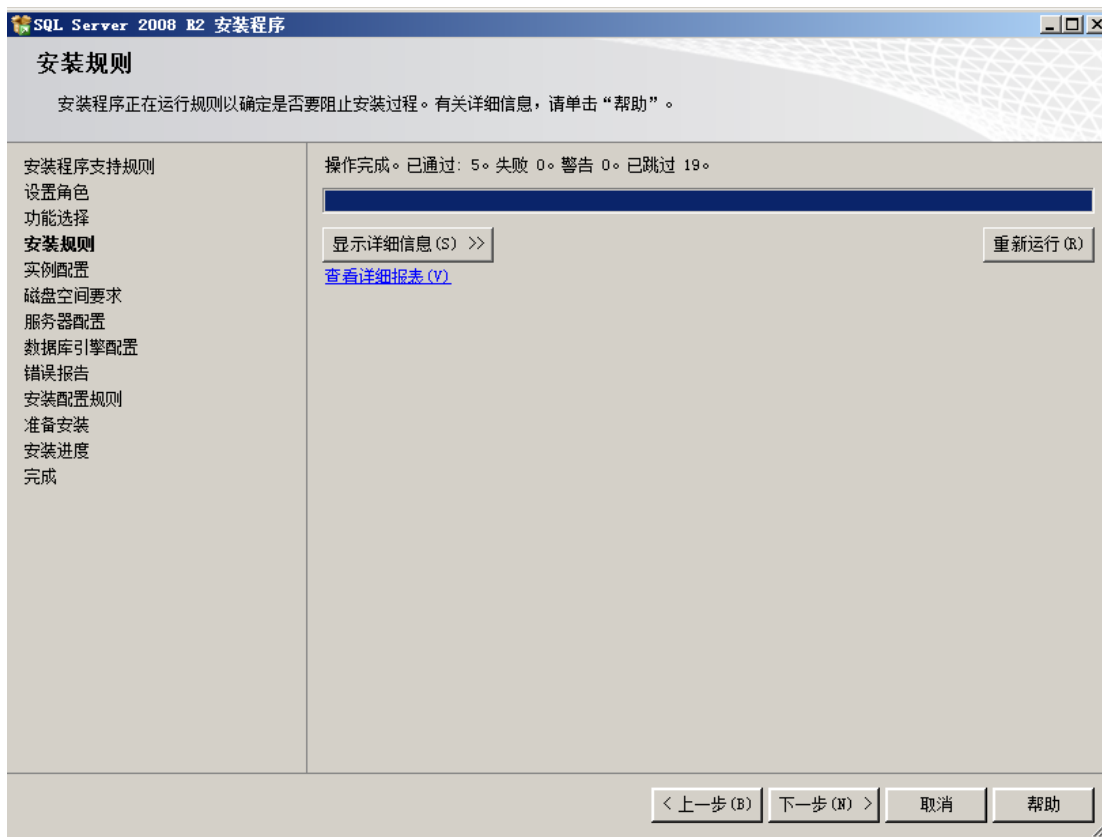 SQL Server 2008 R2 安装程序
安装规则
安装程序正在运行规则以确定是否要阻止安装过程。有关详细信息，请单击“帮助”。
安装程序支持规则
设置角色
功能选择
安装规则
实例配置
磁盘空间要求
服务器配置
数据库引擎配置
错误报告
安装配置规则
准备安装
安装进度
完成
操作完成。已通过: 5。失败 0。警告 0。已跳过 19。
显示详细信息(S) >>
重新运行(R)
查看详细报表(V)
< 上一步(B)
下一步(N) >
取消
帮助